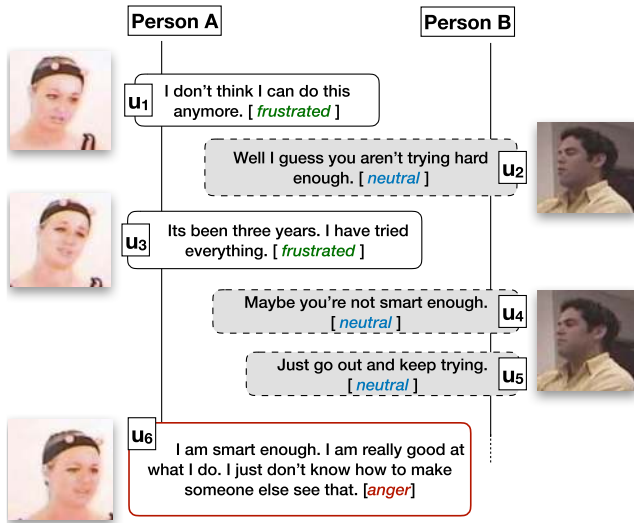 Person A
Person B
u1
I don't think I can do this
anymore. [ frustrated ]
Well I guess you aren't trying hard
enough. [ neutral ]
u2
u3
Its been three years. I have tried
everything. [ frustrated ]
Maybe you're not smart enough.
[ neutral ]
u4
Just go out and keep trying.
[ neutral ]
u5
u6
I am smart enough. I am really good at
what I do. I just don't know how to make
someone else see that. [anger]